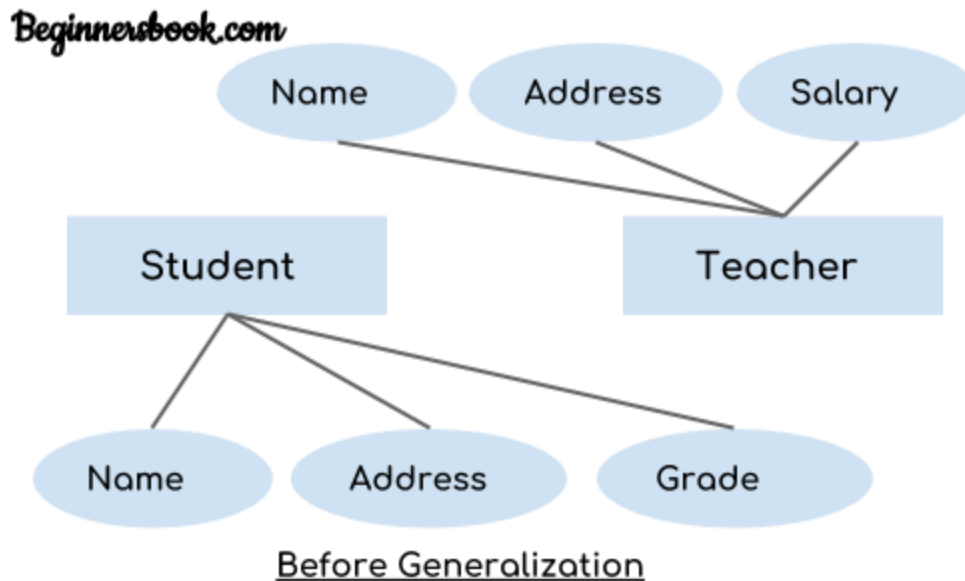 Beginnersbook.com
Name Address Salary
Student Teacher
Name Address Grade
Before Generalization